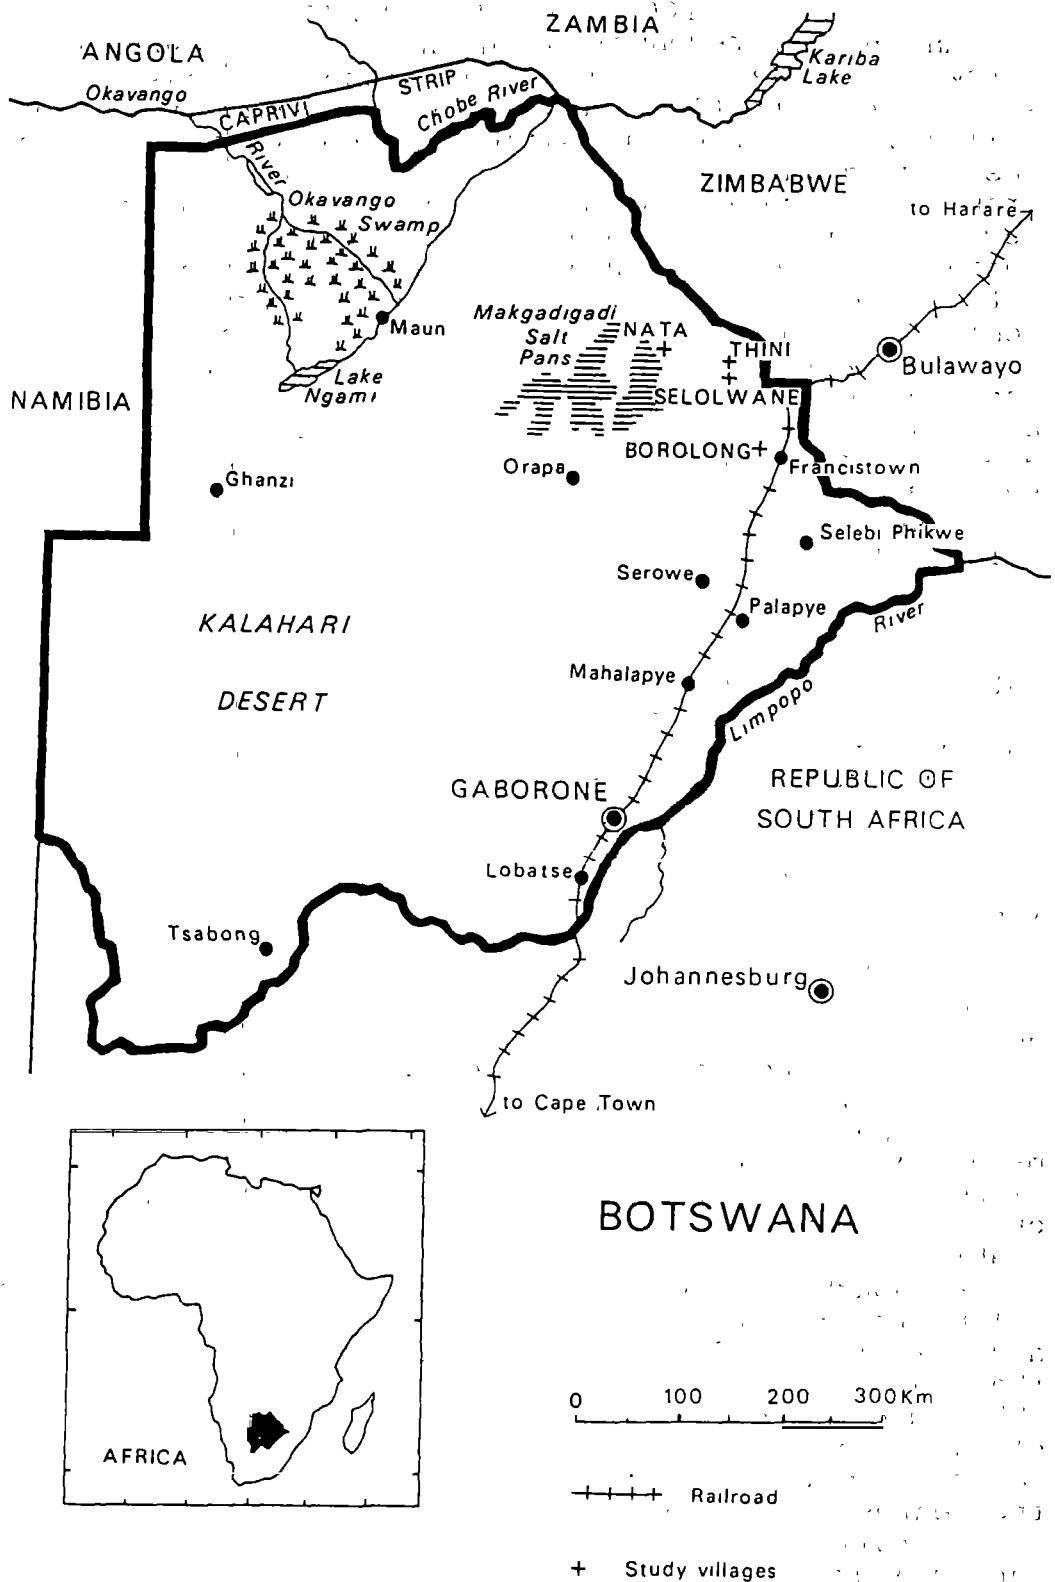 ZAMBIA
ANGOLA
Kariba
Lake
STRIP
Okavango
CAPRIVI
Chobe River
River
ZIMBABWE
Okavango
Swamp
to Harare
Makgadigadi
Salt
Pans
NATA
Maun
THINI
Bulawayo
Lake
Ngami
NAMIBIA
SELOLWANE
BOROLONG
Orapa
Francistown
Ghanzi
Selebi Phikwe
Serowe
Palapye
River
KALAHARI
DESERT
Mahalapye
Limpopo
GABORONE
REPUBLIC OF
SOUTH AFRICA
Lobatse
Tsabong
Johannesburg
to Cape Town
BOTSWANA
0 100 200 300 Km
AFRICA
Railroad
+ Study villages